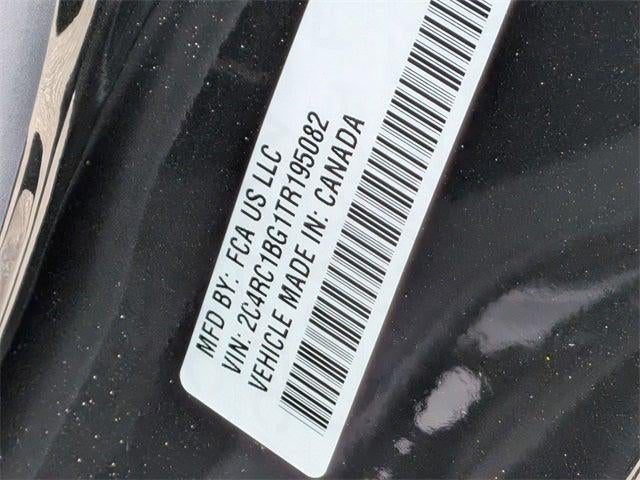 MFD BY: FCA US LLC
VIN: 2C4RC1BG1TR195082
VEHICLE MADE IN: CANADA